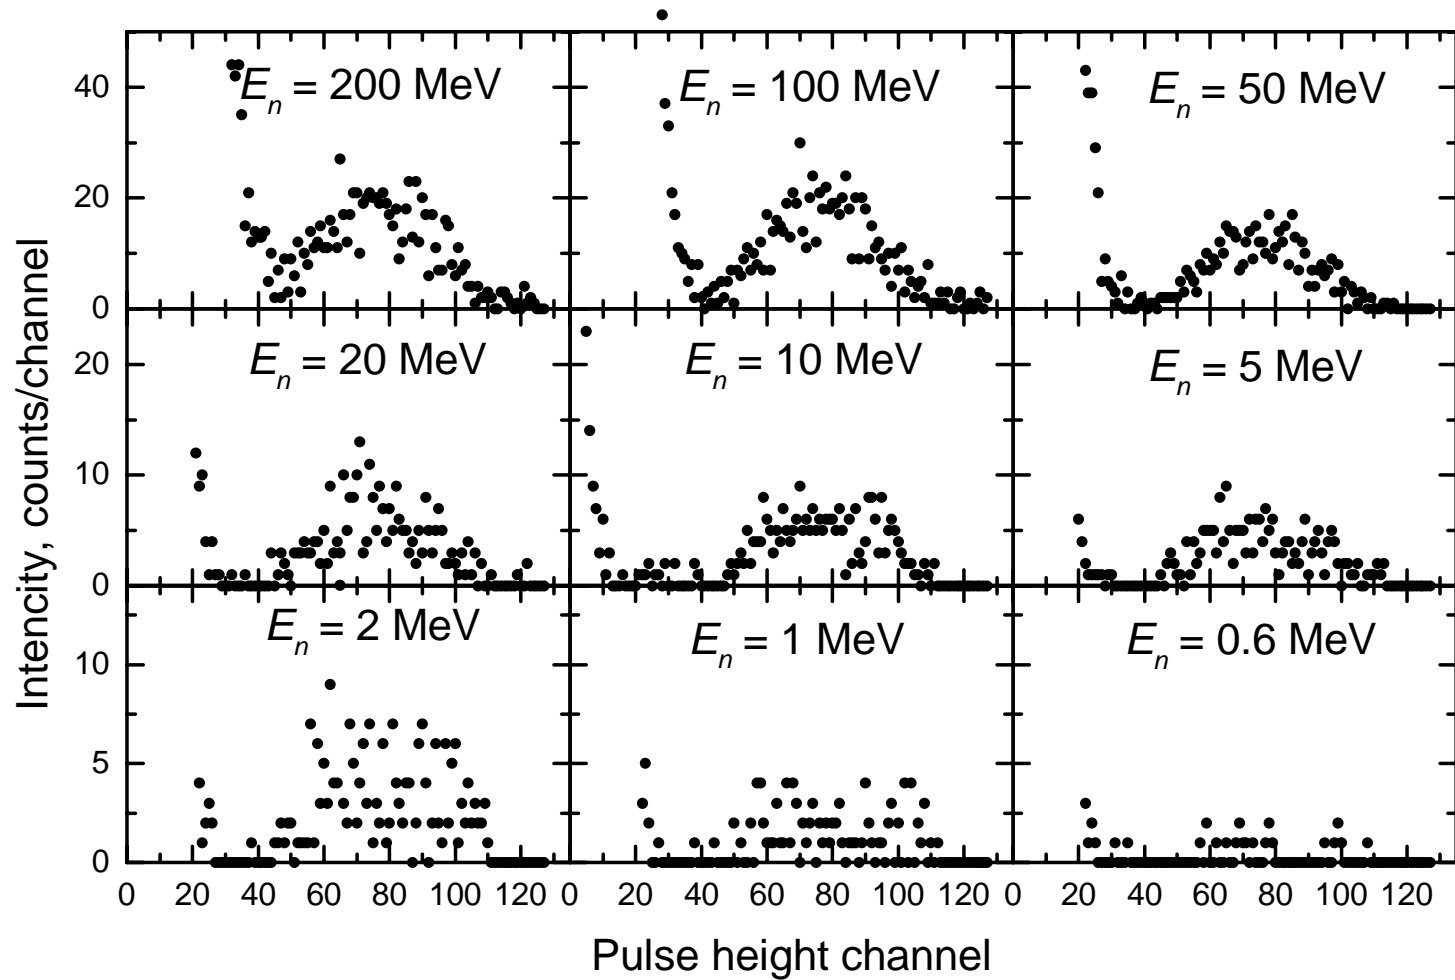 E_n = 200 MeV
E_n = 100 MeV
E_n = 50 MeV
40
20
0
E_n = 20 MeV
E_n = 10 MeV
E_n = 5 MeV
20
10
0
E_n = 2 MeV
E_n = 1 MeV
E_n = 0.6 MeV
10
5
0
0 20 40 60 80 100 120 0 20 40 60 80 100 120 0 20 40 60 80 100 120
Intencity, counts/channel
Pulse height channel